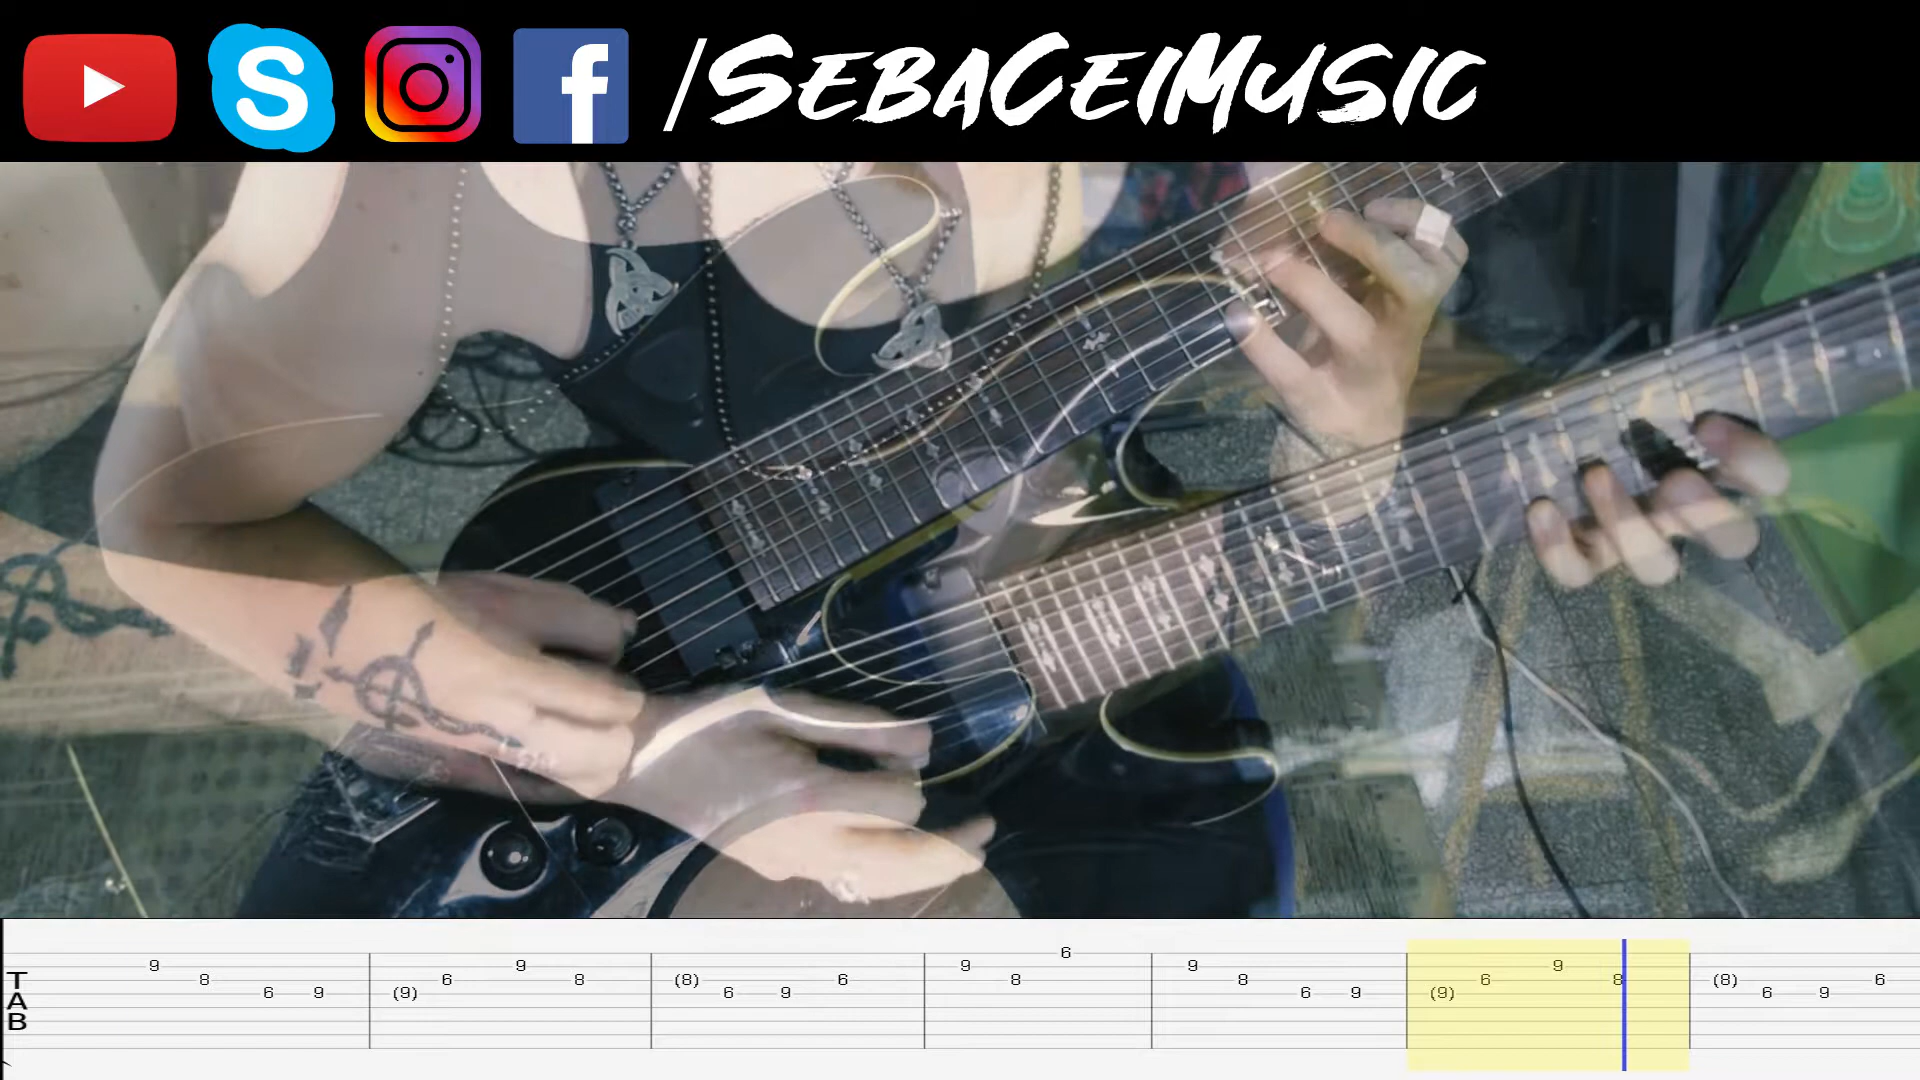 /SEBACEIMUSIC
6
9 9 9 9 9
T 8 6 8 (8) 6 8 8 6 8 (8) 6
A 6 9 (9) 6 9 6 9 (9) 6 9
B